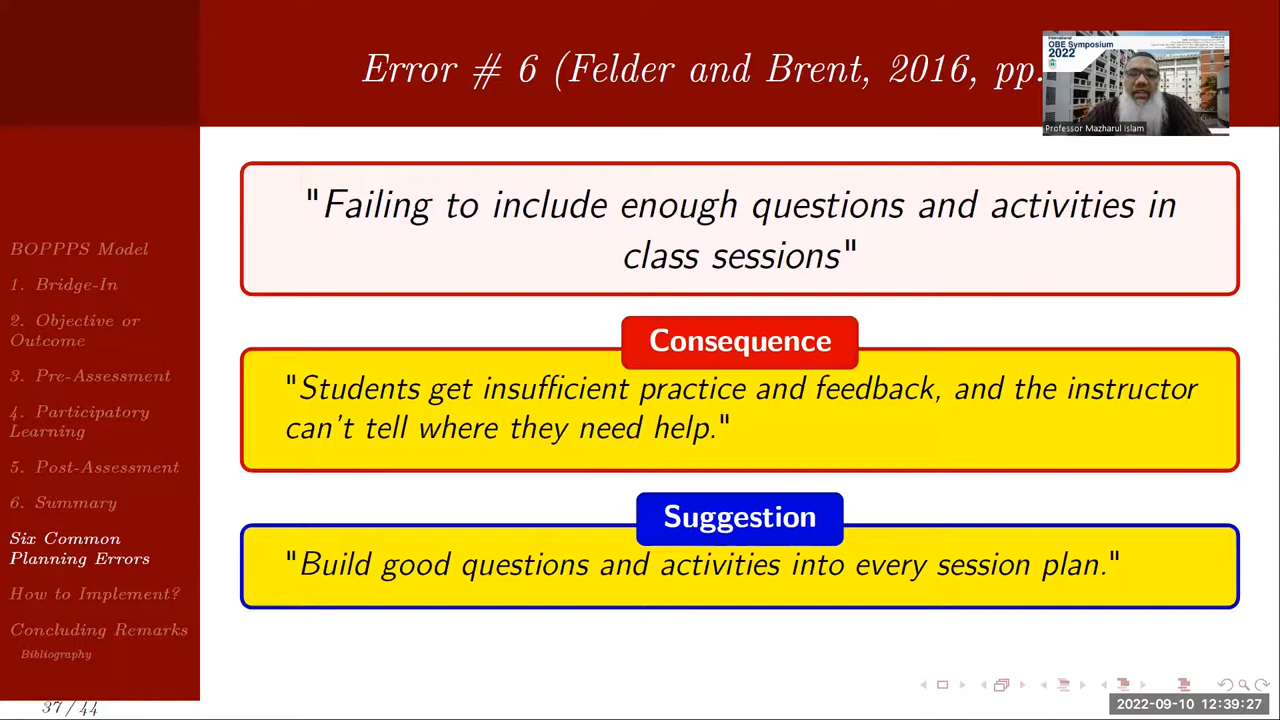 Error # 6 (Felder and Brent, 2016, pp.
International
OBE Symposium
2022
Professor Mazharul Islam
BOPPPS Model
1. Bridge-In
2. Objective or
Outcome
3. Pre-Assessment
4. Participatory
Learning
5. Post-Assessment
6. Summary
Six Common
Planning Errors
How to Implement?
Concluding Remarks
Bibliography
37 / 44
"Failing to include enough questions and activities in
class sessions"
Consequence
"Students get insufficient practice and feedback, and the instructor
can't tell where they need help."
Suggestion
"Build good questions and activities into every session plan."
2022-09-10 12:39:27